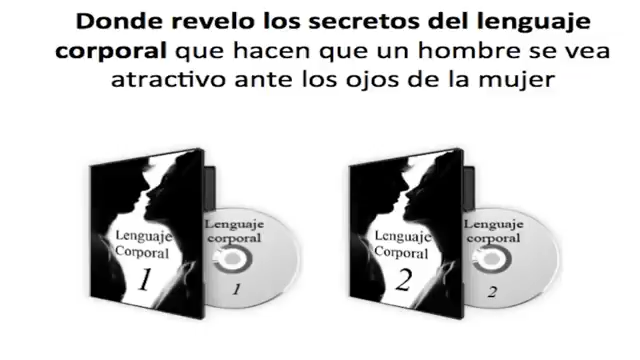 Donde revelo los secretos del lenguaje
corporal que hacen que un hombre se vea
atractivo ante los ojos de la mujer
Lenguaje
Corporal
1
Lenguaje
corporal
1
Lenguaje
Corporal
2
Lenguaje
corporal
2